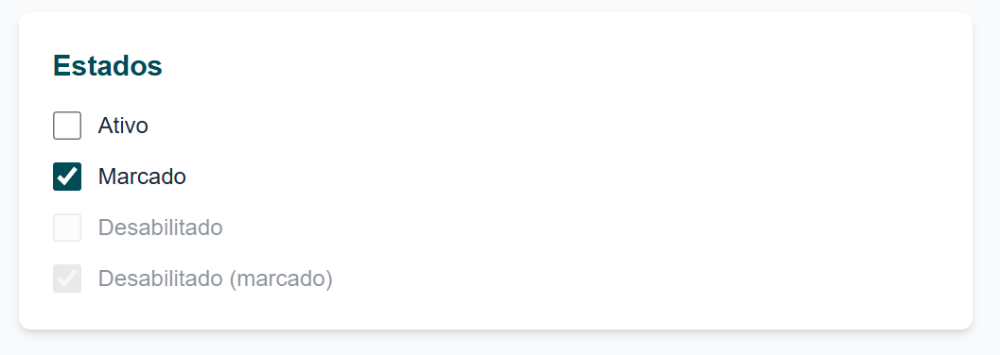 Estados
Ativo
Marcado
Desabilitado
Desabilitado (marcado)